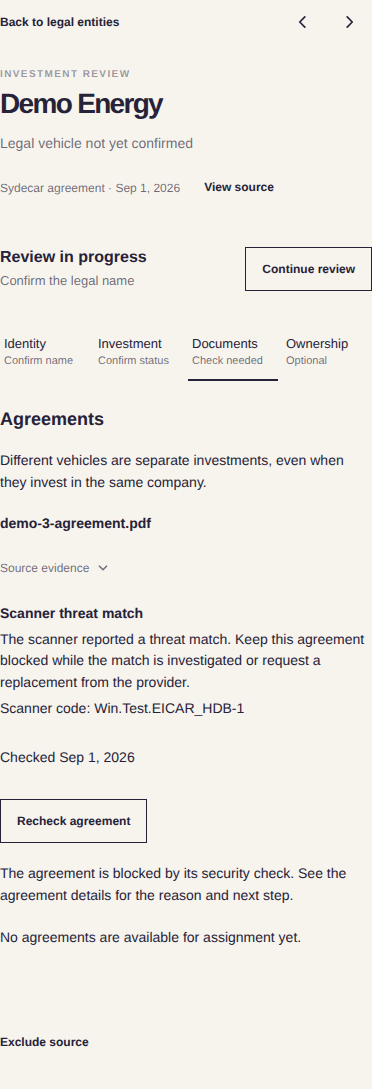 Back to legal entities
INVESTMENT REVIEW
Demo Energy
Legal vehicle not yet confirmed
Sydecar agreement · Sep 1, 2026 View source
Review in progress
Confirm the legal name
Continue review
Identity
Confirm name
Investment
Confirm status
Documents
Check needed
Ownership
Optional
Agreements
Different vehicles are separate investments, even when
they invest in the same company.
demo-3-agreement.pdf
Source evidence
Scanner threat match
The scanner reported a threat match. Keep this agreement
blocked while the match is investigated or request a
replacement from the provider.
Scanner code: Win.Test.EICAR_HDB-1
Checked Sep 1, 2026
Recheck agreement
The agreement is blocked by its security check. See the
agreement details for the reason and next step.
No agreements are available for assignment yet.
Exclude source